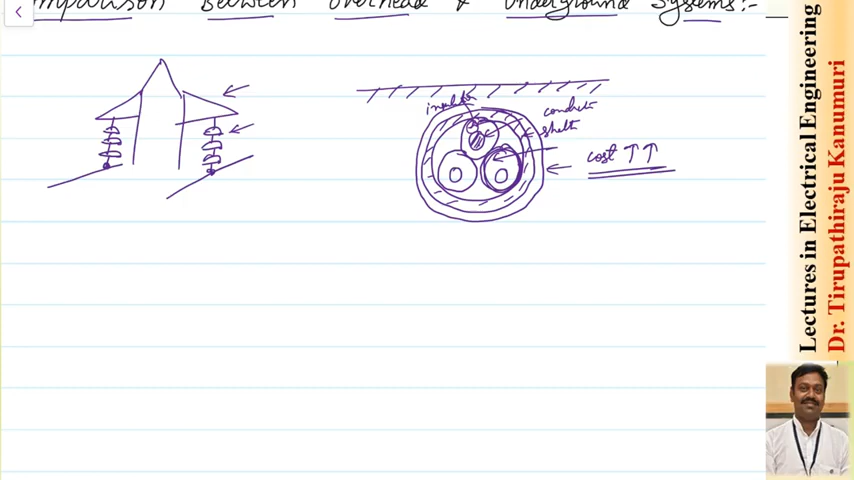 Comparison Between Overhead & Underground Systems:-
insulator
conductor
sheath
cost ↑↑
Lectures in Electrical Engineering
Dr. Tirupathiraju Kanumuri